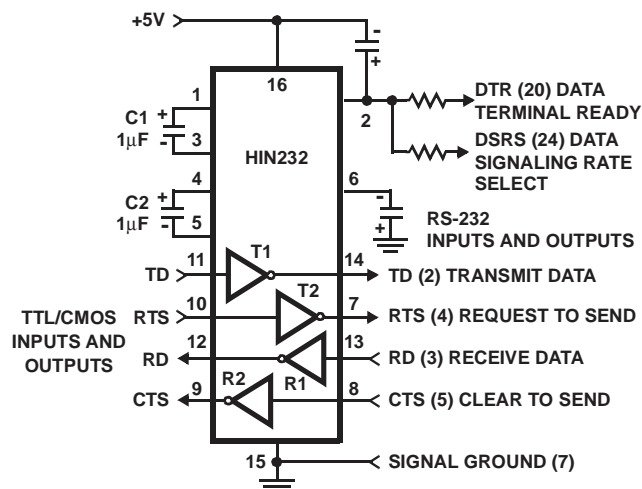 +5V
-
+
16
1
C1
1μF
+
-
3
HIN232
2
DTR (20) DATA
TERMINAL READY
DSRS (24) DATA
SIGNALING RATE
SELECT
4
C2
1μF
+
-
5
6
-
+
RS-232
INPUTS AND OUTPUTS
TD
11
T1
14
TD (2) TRANSMIT DATA
TTL/CMOS
INPUTS AND
OUTPUTS
RTS
10
T2
7
RTS (4) REQUEST TO SEND
RD
12
R1
13
RD (3) RECEIVE DATA
CTS
9
R2
8
CTS (5) CLEAR TO SEND
15
SIGNAL GROUND (7)